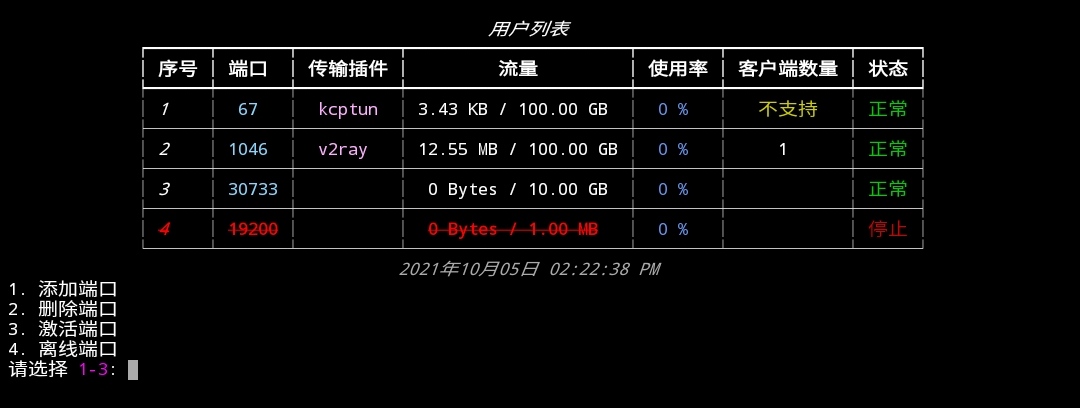 用户列表
序号 端口 传输插件 流量 使用率 客户端数量 状态
1 67 kcptun 3.43 KB / 100.00 GB 0 % 不支持 正常
2 1046 v2ray 12.55 MB / 100.00 GB 0 % 1 正常
3 30733 0 Bytes / 10.00 GB 0 % 正常
4 19200 0 Bytes / 1.00 MB 0 % 停止
2021年10月05日 02:22:38 PM
1. 添加端口
2. 删除端口
3. 激活端口
4. 离线端口
请选择 1-3: